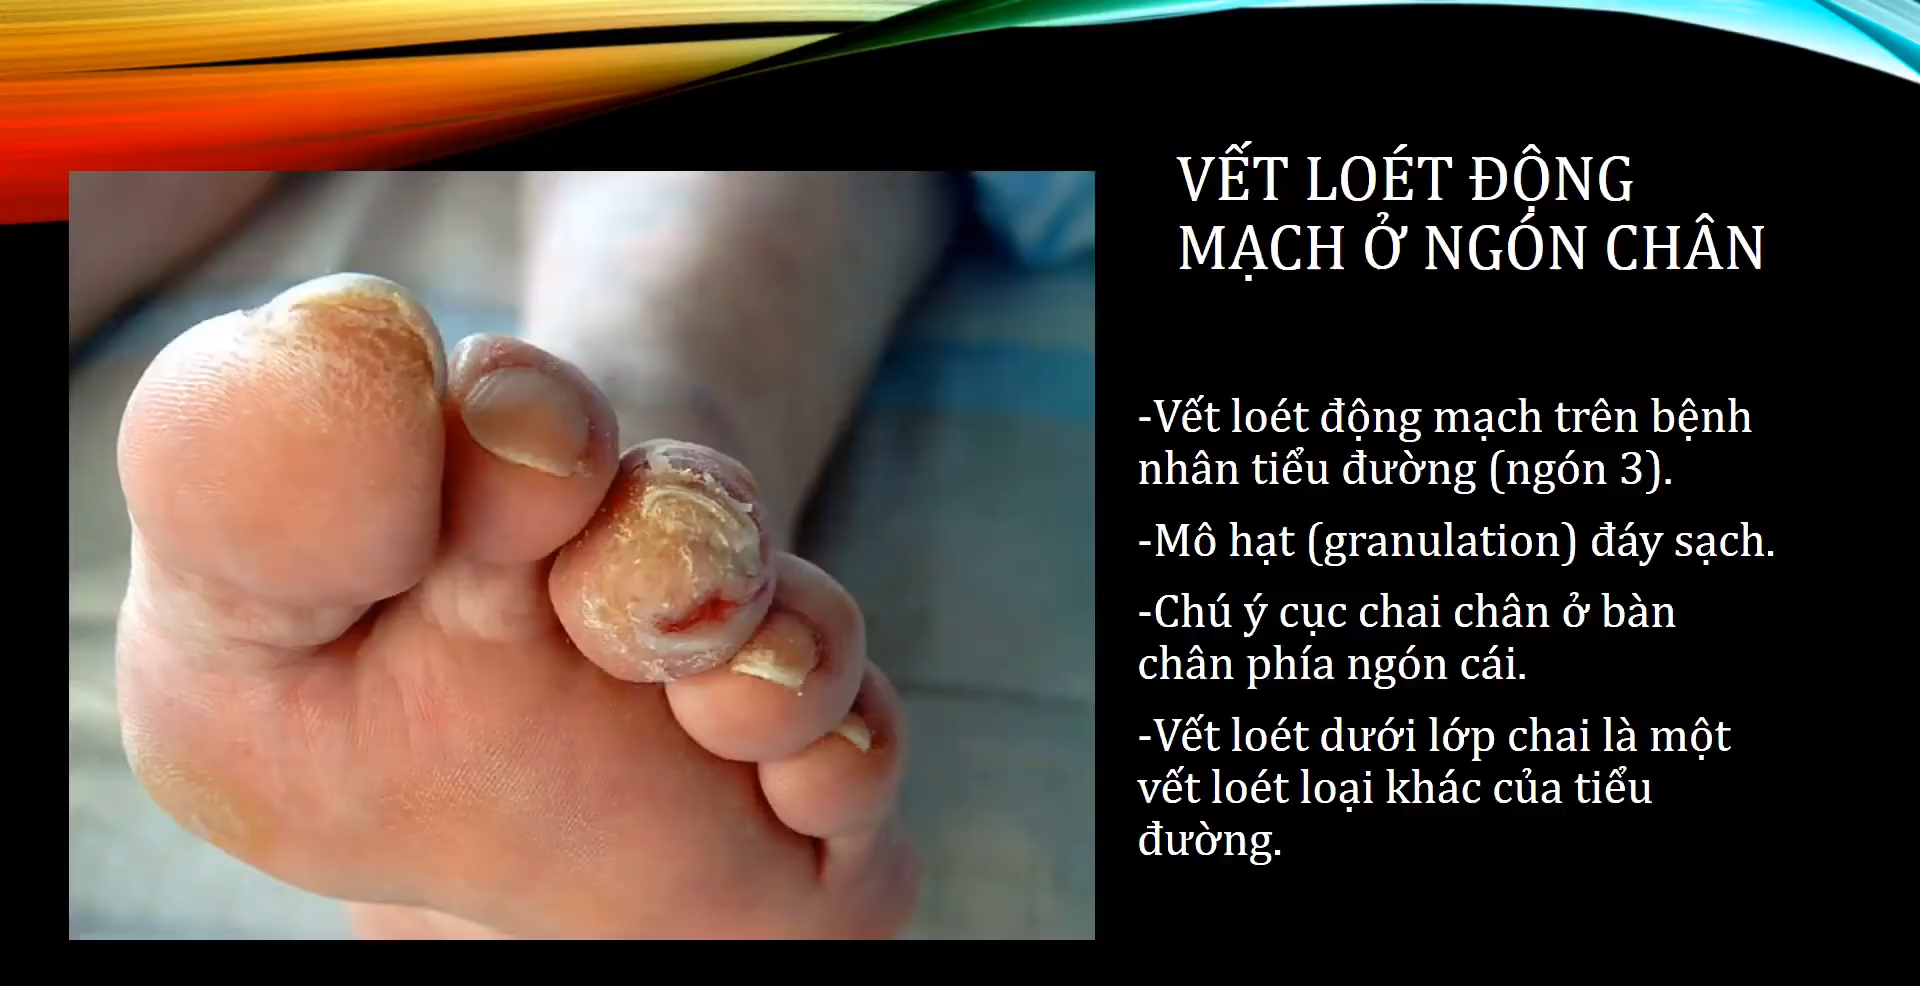 VẾT LOÉT ĐỘNG
MẠCH Ở NGÓN CHÂN
-Vết loét động mạch trên bệnh
nhân tiểu đường (ngón 3).
-Mô hạt (granulation) đáy sạch.
-Chú ý cục chai chân ở bàn
chân phía ngón cái.
-Vết loét dưới lớp chai là một
vết loét loại khác của tiểu
đường.